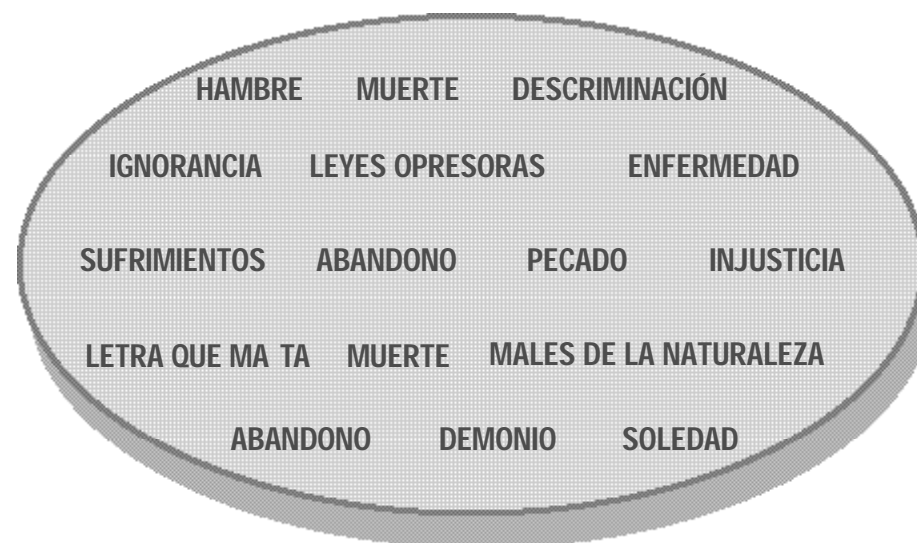 HAMBRE MUERTE DESCRIMINACIÓN
IGNORANCIA LEYES OPRESORAS ENFERMEDAD
SUFRIMIENTOS ABANDONO PECADO INJUSTICIA
LETRA QUE MA TA MUERTE MALES DE LA NATURALEZA
ABANDONO DEMONIO SOLEDAD